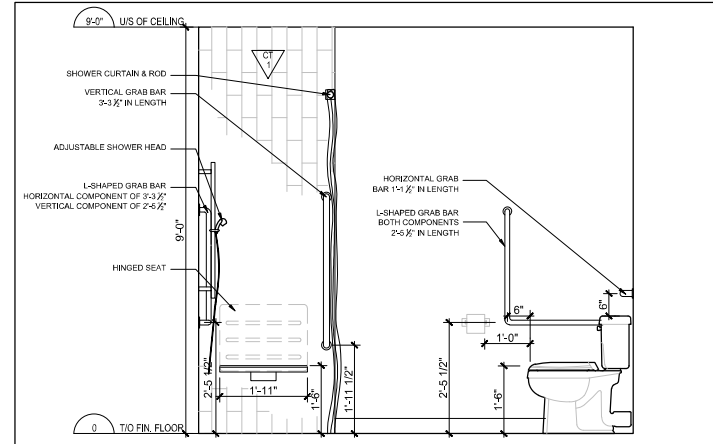 9'-0" U/S OF CEILING
CT
1
SHOWER CURTAIN & ROD
VERTICAL GRAB BAR
3'-3 ½" IN LENGTH
ADJUSTABLE SHOWER HEAD
L-SHAPED GRAB BAR
HORIZONTAL COMPONENT OF 3'-3 ½"
VERTICAL COMPONENT OF 2'-5 ½"
HINGED SEAT
HORIZONTAL GRAB
BAR 1'-1 ½" IN LENGTH
L-SHAPED GRAB BAR
BOTH COMPONENTS
2'-5 ½" IN LENGTH
9'-0"
6"
6"
1'-0"
2'-5 1/2"
1'-11"
1'-6"
1'-11 1/2"
2'-5 1/2"
1'-6"
0 T/O FIN. FLOOR